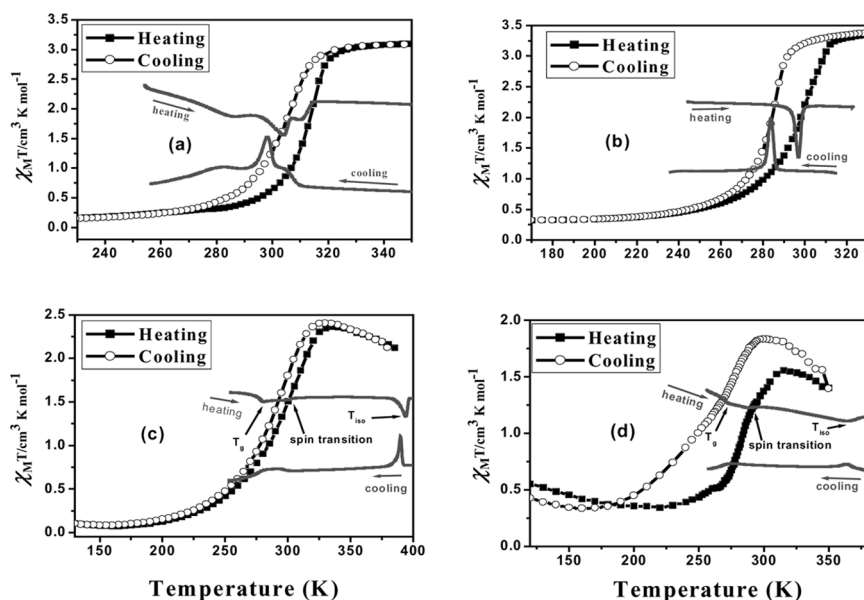 Heating
Cooling
heating
(a)
cooling
χMT/cm³ K mol⁻¹
3.5
3.0
2.5
2.0
1.5
1.0
0.5
0.0
240 260 280 300 320 340
Heating
Cooling
heating
(b)
cooling
χMT/cm³ K mol⁻¹
3.5
3.0
2.5
2.0
1.5
1.0
0.5
0.0
180 200 220 240 260 280 300 320
Heating
Cooling
heating
Tg
spin transition
Tiso
(c)
cooling
χMT/cm³ K mol⁻¹
2.5
2.0
1.5
1.0
0.5
0.0
150 200 250 300 350 400
Temperature (K)
Heating
Cooling
heating
Tg
spin transition
Tiso
(d)
cooling
χMT/cm³ K mol⁻¹
2.0
1.5
1.0
0.5
0.0
150 200 250 300 350
Temperature (K)